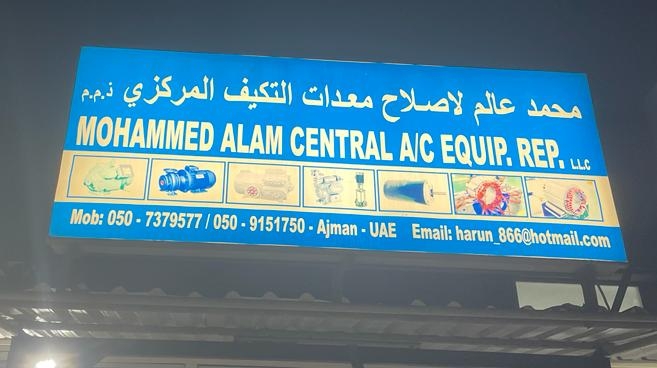 محمد عالم لاصلاح معدات التكيف المركزي ذ.م.م
MOHAMMED ALAM CENTRAL A/C EQUIP. REP. L.L.C
Mob: 050 - 7379577 / 050 - 9151750 - Ajman - UAE Email: harun_866@hotmail.com